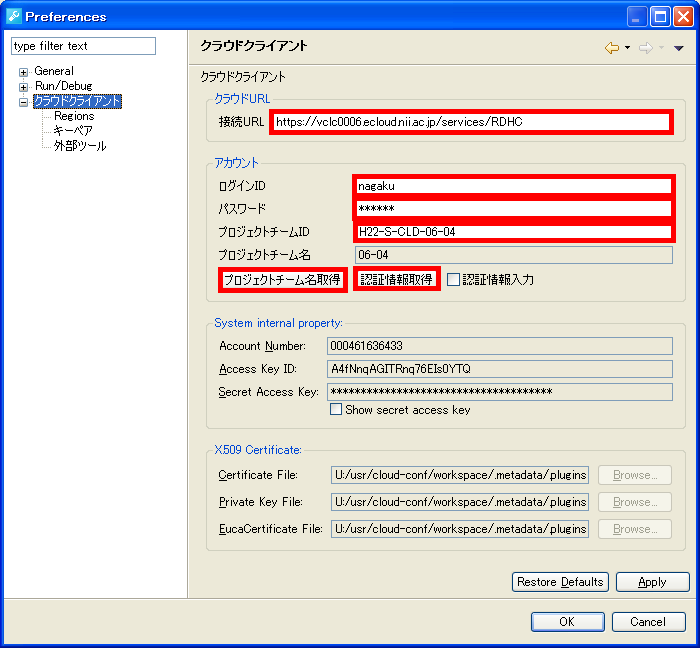 Preferences
type filter text
クラウドクライアント
General
Run/Debug
クラウドクライアント
Regions
キーペア
外部ツール
クラウドクライアント
クラウドURL
接続URL https://vclc0006.ecloud.nii.ac.jp/services/RDHC
アカウント
ログインID nagaku
パスワード ******
プロジェクトチームID H22-S-CLD-06-04
プロジェクトチーム名 06-04
プロジェクトチーム名取得 認証情報取得 認証情報入力
System internal property:
Account Number: 000461636433
Access Key ID: A4fNnqAGITRnq76EIs0YTQ
Secret Access Key: **************************************
Show secret access key
X509 Certificate:
Certificate File: U:/usr/cloud-conf/workspace/.metadata/plugins Browse...
Private Key File: U:/usr/cloud-conf/workspace/.metadata/plugins Browse...
EucaCertificate File: U:/usr/cloud-conf/workspace/.metadata/plugins Browse...
Restore Defaults Apply
OK Cancel